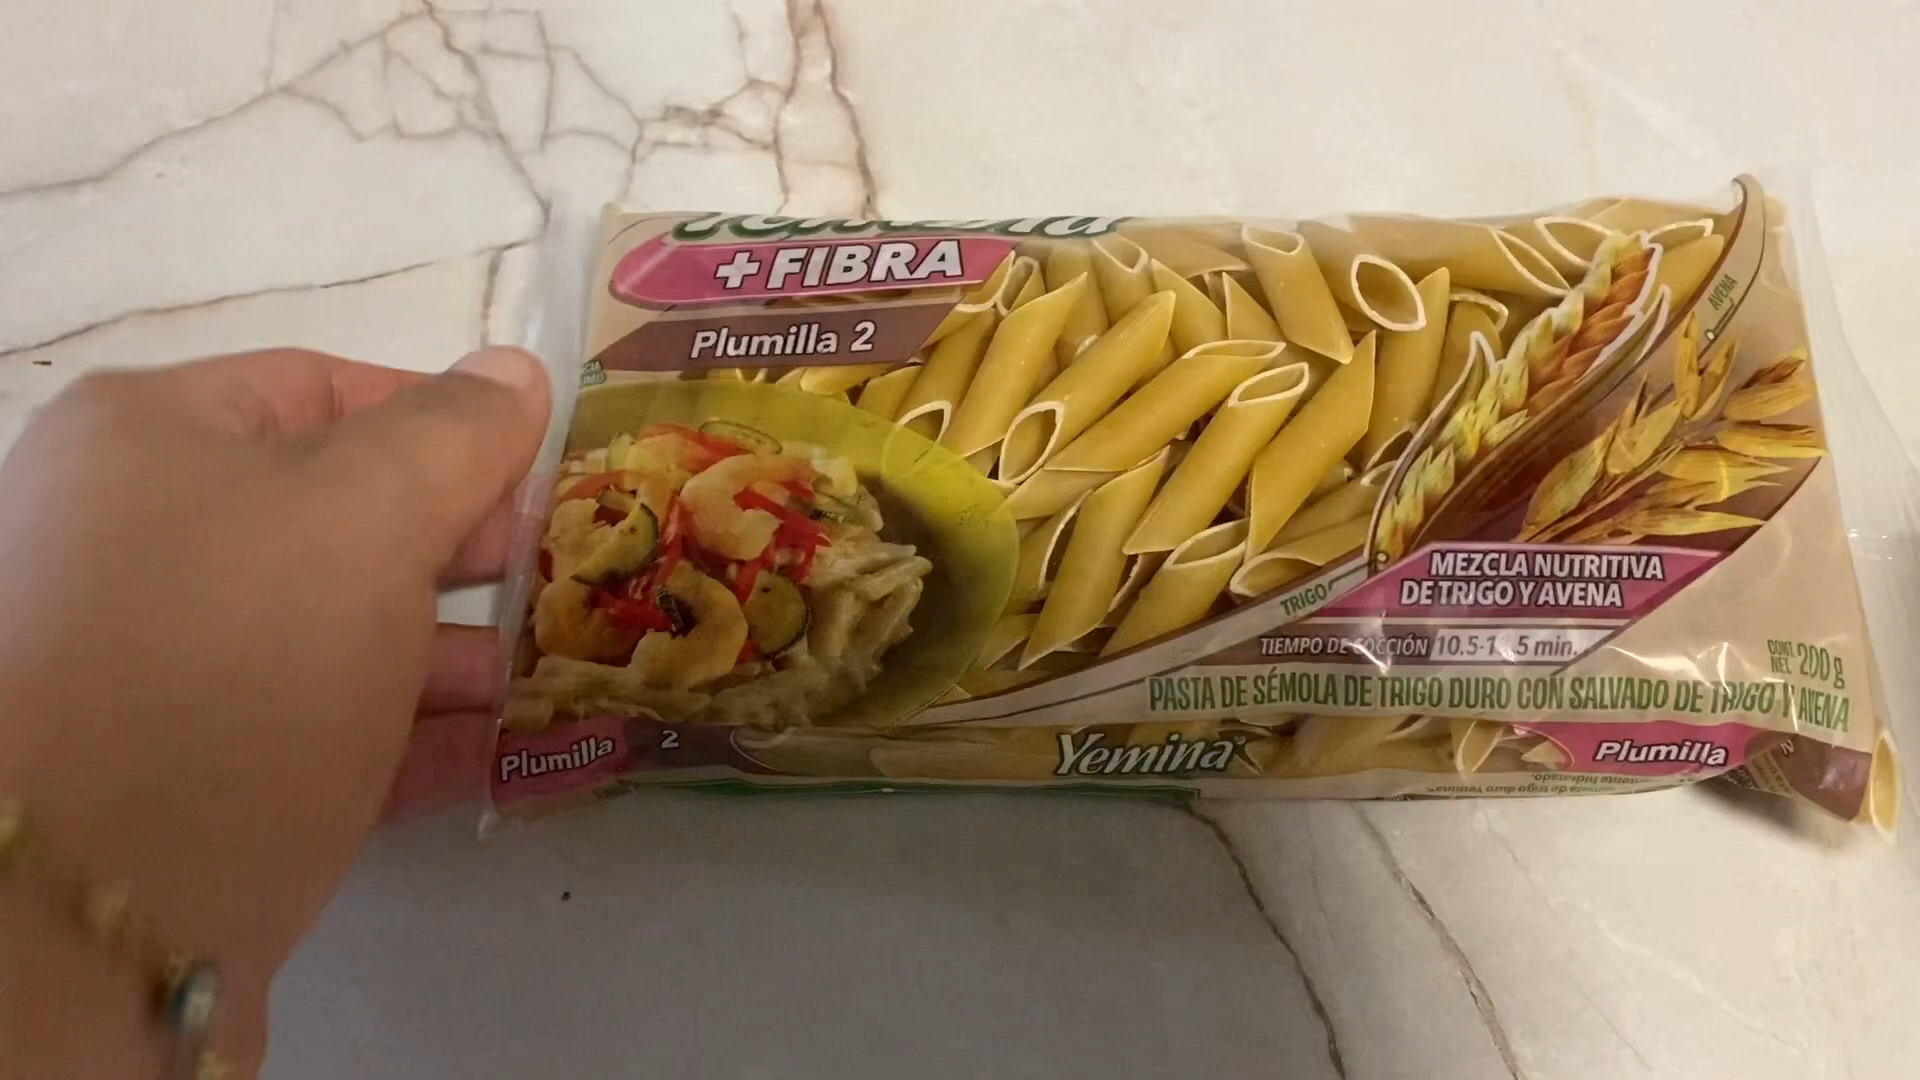 Yemina
+FIBRA
Plumilla 2
AVENA
TRIGO
MEZCLA NUTRITIVA
DE TRIGO Y AVENA
TIEMPO DE COCCIÓN
CONT.
NET. 200 g
PASTA DE SÉMOLA DE TRIGO DURO CON SALVADO DE TRIGO Y AVENA
Plumilla 2
Yemina
Plumilla